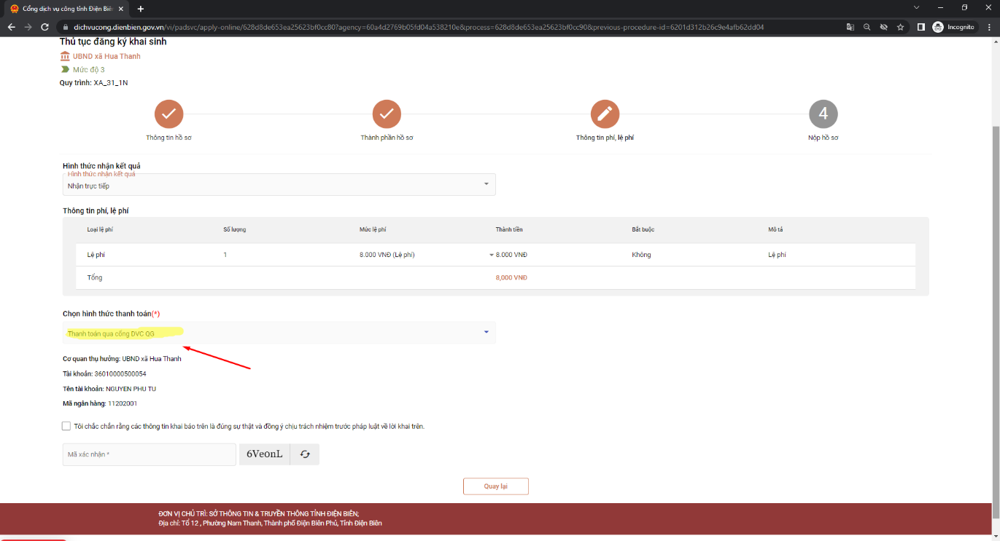 Cổng dịch vụ công tỉnh Điện Biên
dichvucong.dienbien.gov.vn/vi/padsvc/apply-online/628d8de653ea25623bf0cc80?agency=60a4d2769b05fd04a538210e&process=628d8de653ea25623bf0cc90&previous-procedure-id=6201d312b26c9e4afb62dd04
Incognito
Thủ tục đăng ký khai sinh
UBND xã Hua Thanh
Mức độ 3
Quy trình: XA_31_1N
4
Thông tin hồ sơ Thành phần hồ sơ Thông tin phí, lệ phí Nộp hồ sơ
Hình thức nhận kết quả
Hình thức nhận kết quả
Nhận trực tiếp
Thông tin phí, lệ phí
Loại lệ phí Số lượng Mức lệ phí Thành tiền Bắt buộc Mô tả
Lệ phí 1 8.000 VNĐ (Lệ phí) 8.000 VNĐ Không Lệ phí
Tổng 8,000 VNĐ
Chọn hình thức thanh toán(*)
Thanh toán qua cổng DVC QG
Cơ quan thụ hưởng: UBND xã Hua Thanh
Tài khoản: 36010000500054
Tên tài khoản: NGUYEN PHU TU
Mã ngân hàng: 11202001
Tôi chắc chắn rằng các thông tin khai báo trên là đúng sự thật và đồng ý chịu trách nhiệm trước pháp luật về lời khai trên.
Mã xác nhận * 6VeonL
Quay lại
ĐƠN VỊ CHỦ TRÌ: SỞ THÔNG TIN & TRUYỀN THÔNG TỈNH ĐIỆN BIÊN;
Địa chỉ: Tổ 12 , Phường Nam Thanh, Thành phố Điện Biên Phủ, Tỉnh Điện Biên